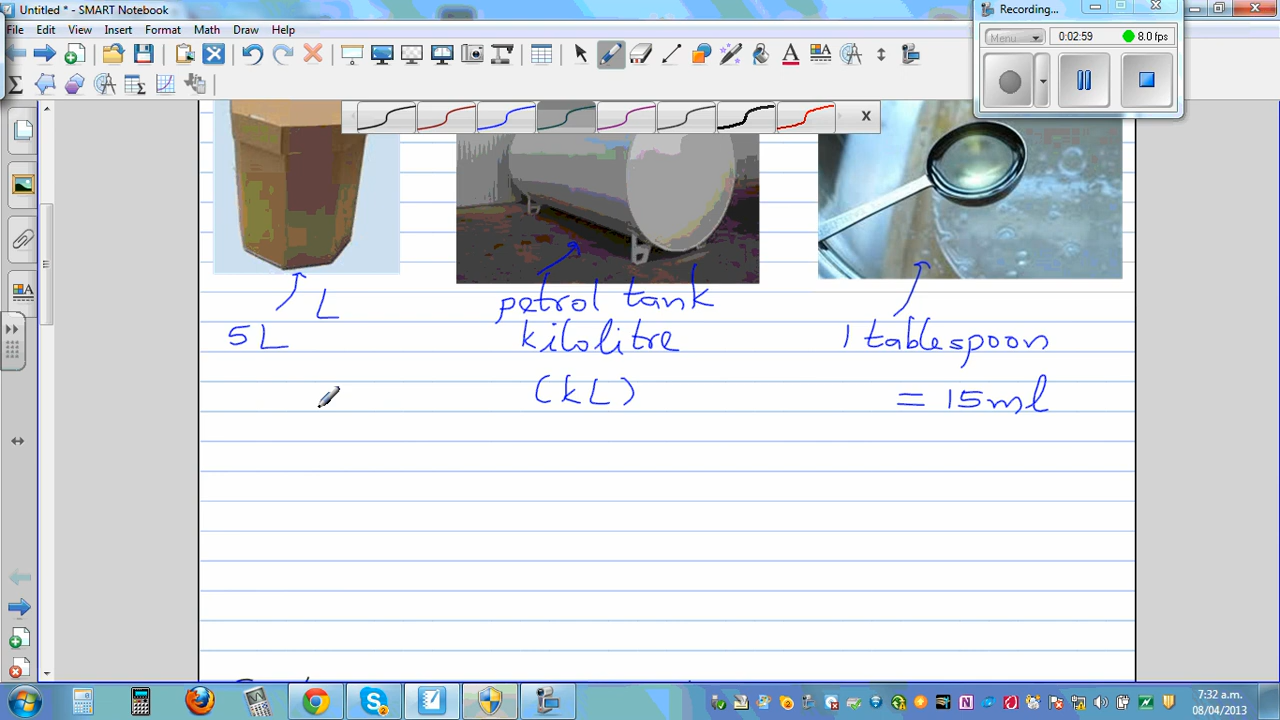 Untitled * - SMART Notebook
Recording...
File Edit View Insert Format Math Draw Help
Menu
0:02:59
8.0 fps
L
5L
petrol tank
kilolitre
(kL)
1 tablespoon
= 15ml
7:32 a.m.
08/04/2013